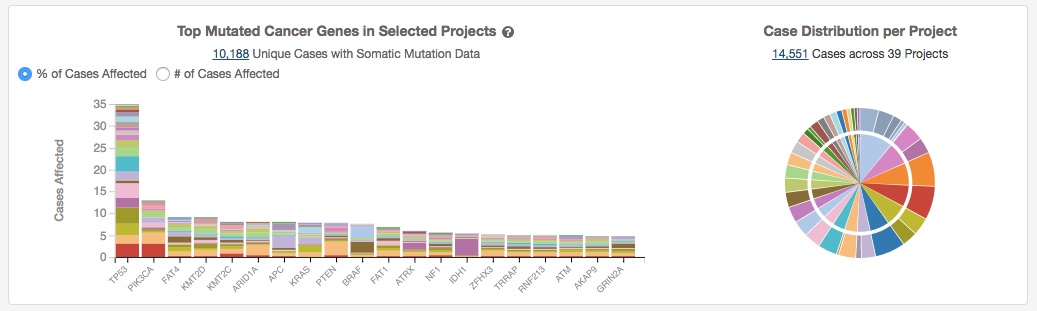 Top Mutated Cancer Genes in Selected Projects ?
10,188 Unique Cases with Somatic Mutation Data
% of Cases Affected # of Cases Affected
Cases Affected
35
30
25
20
15
10
5
0
TP53
PIK3CA
FAT4
KMT2D
KMT2C
ARID1A
APC
KRAS
PTEN
BRAF
FAT1
ATRX
NF1
IDH1
ZFHX3
TRRAP
RNF213
ATM
AKAP9
GRIN2A
Case Distribution per Project
14,551 Cases across 39 Projects